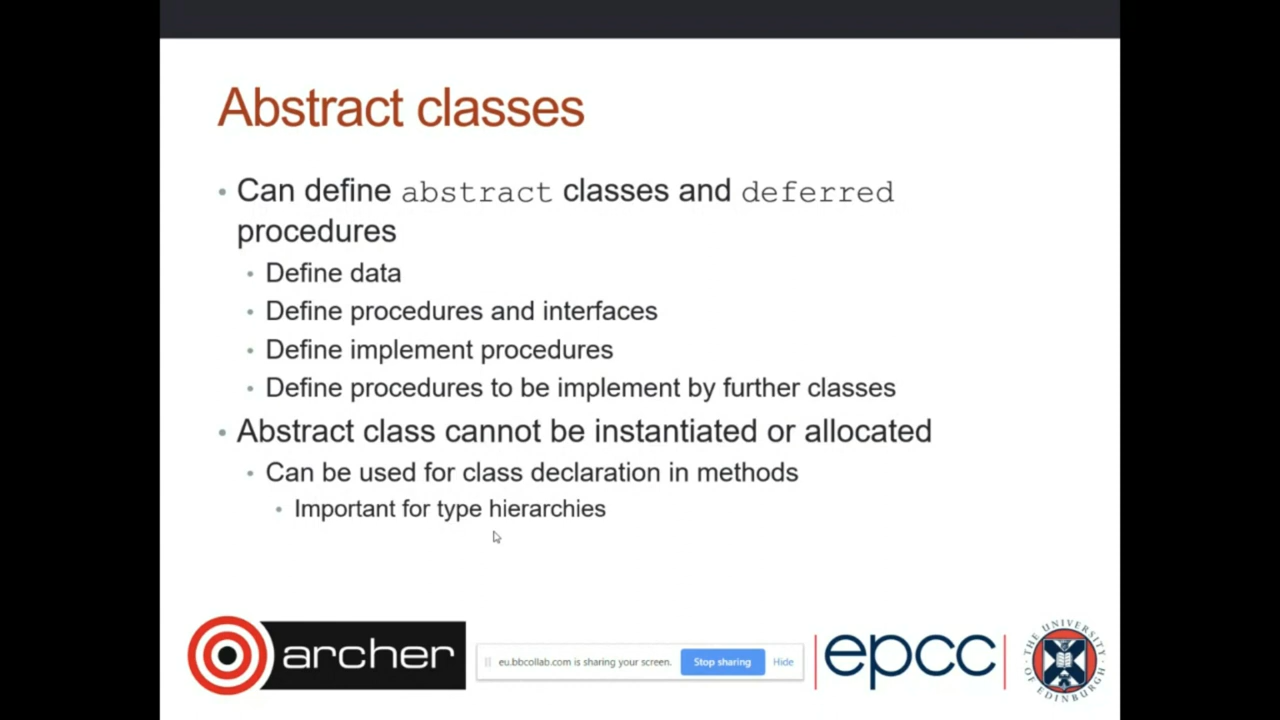 Abstract classes
• Can define abstract classes and deferred
procedures
• Define data
• Define procedures and interfaces
• Define implement procedures
• Define procedures to be implement by further classes
• Abstract class cannot be instantiated or allocated
• Can be used for class declaration in methods
• Important for type hierarchies
archer
eu.bbcollab.com is sharing your screen. Stop sharing Hide
epcc
THE UNIVERSITY OF EDINBURGH